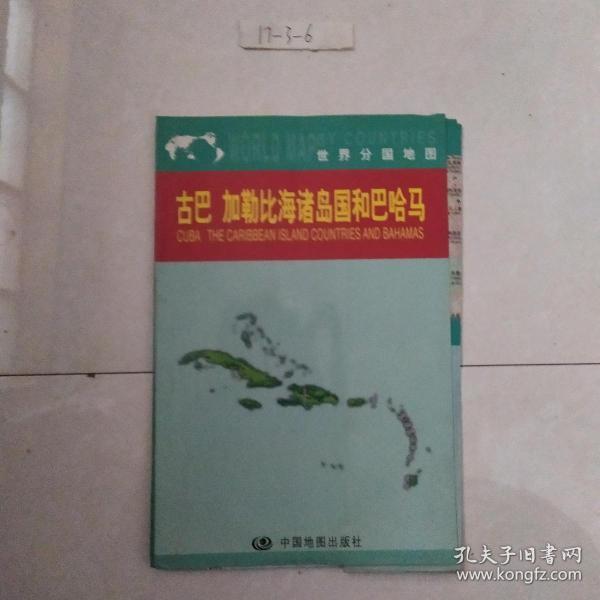 17-3-6
WORLD MAP BY COUNTRIES
世界分国地图
古巴 加勒比海诸岛国和巴哈马
CUBA THE CARIBBEAN ISLAND COUNTRIES AND BAHAMAS
中国地图出版社
孔夫子旧书网
www.kongfz.com